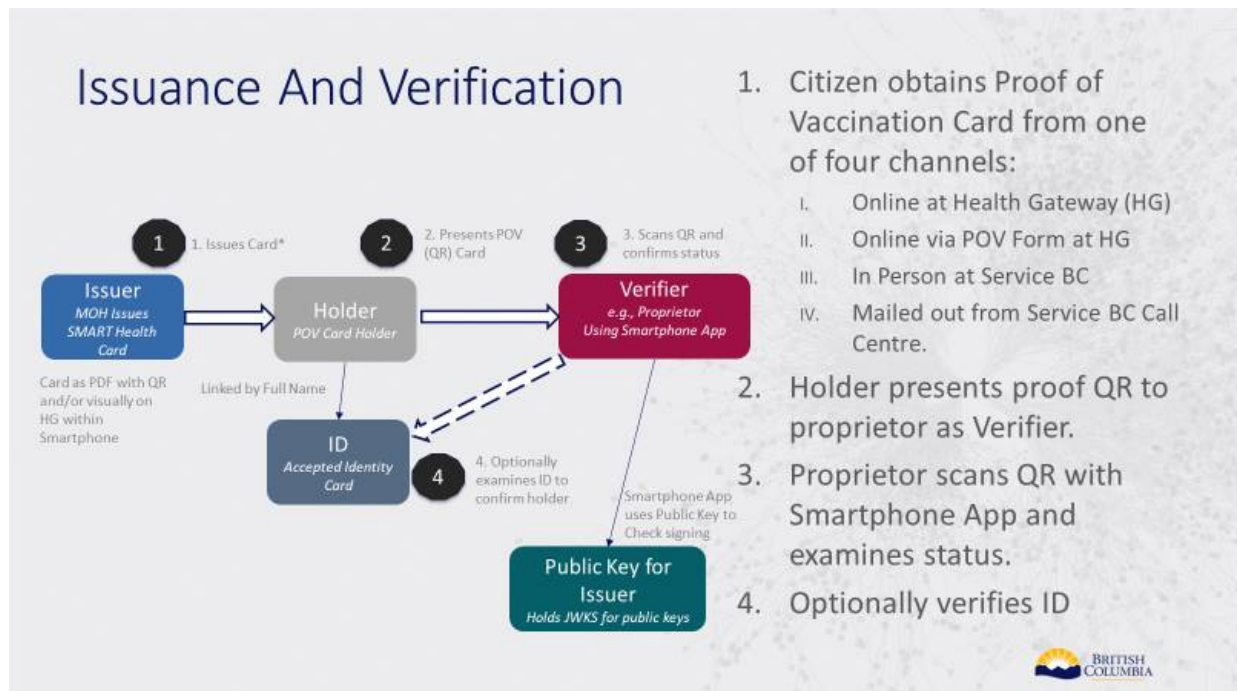 Issuance And Verification
1
1. Issues Card*
2
2. Presents POV
(QR) Card
3
3. Scans QR and
confirms status
Issuer
MOH Issues
SMART Health
Card
Holder
POV Card Holder
Verifier
e.g., Proprietor
Using Smartphone App
Card as PDF with QR
and/or visually on
HG within
Smartphone
Linked by Full Name
ID
Accepted Identity
Card
4
4. Optionally
examines ID to
confirm holder
Smartphone App
uses Public Key to
Check signing
Public Key for
Issuer
Holds JWKS for public keys
1. Citizen obtains Proof of
Vaccination Card from one
of four channels:
I. Online at Health Gateway (HG)
II. Online via POV Form at HG
III. In Person at Service BC
IV. Mailed out from Service BC Call
Centre.
2. Holder presents proof QR to
proprietor as Verifier.
3. Proprietor scans QR with
Smartphone App and
examines status.
4. Optionally verifies ID
BRITISH
COLUMBIA